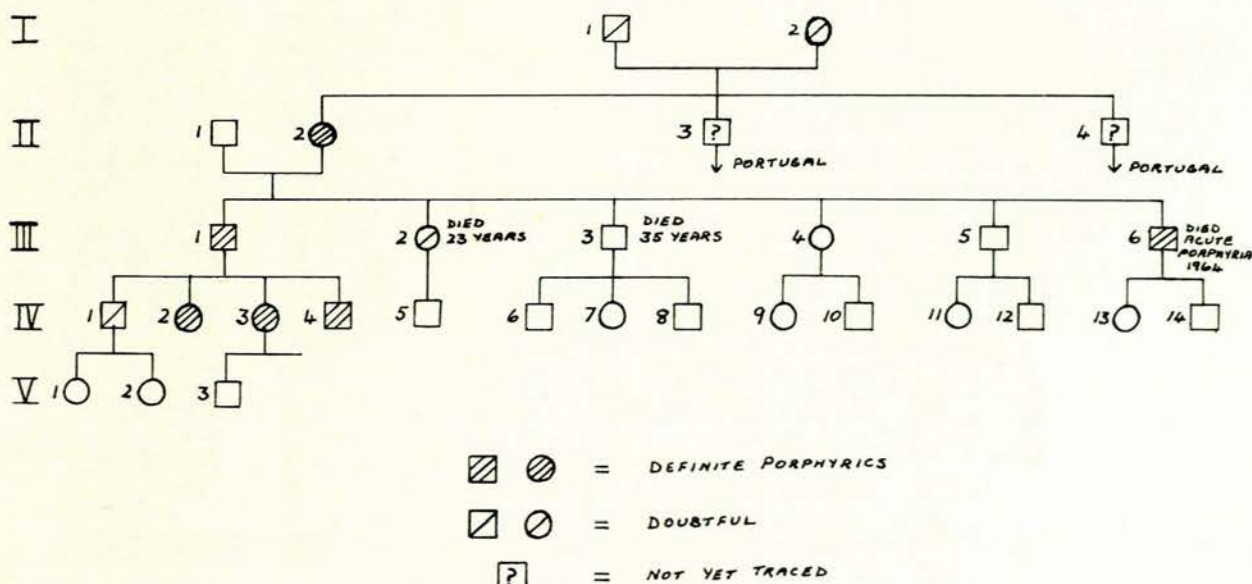 I 1 2
II 1 2 3 ? 4 ?
PORTUGAL PORTUGAL
III 1 2 DIED 23 YEARS 3 DIED 35 YEARS 4 5 6 DIED ACUTE PORPHYRIA 1964
IV 1 2 3 4 5 6 7 8 9 10 11 12 13 14
V 1 2 3
= DEFINITE PORPHYRICS
= DOUBTFUL
? = NOT YET TRACED